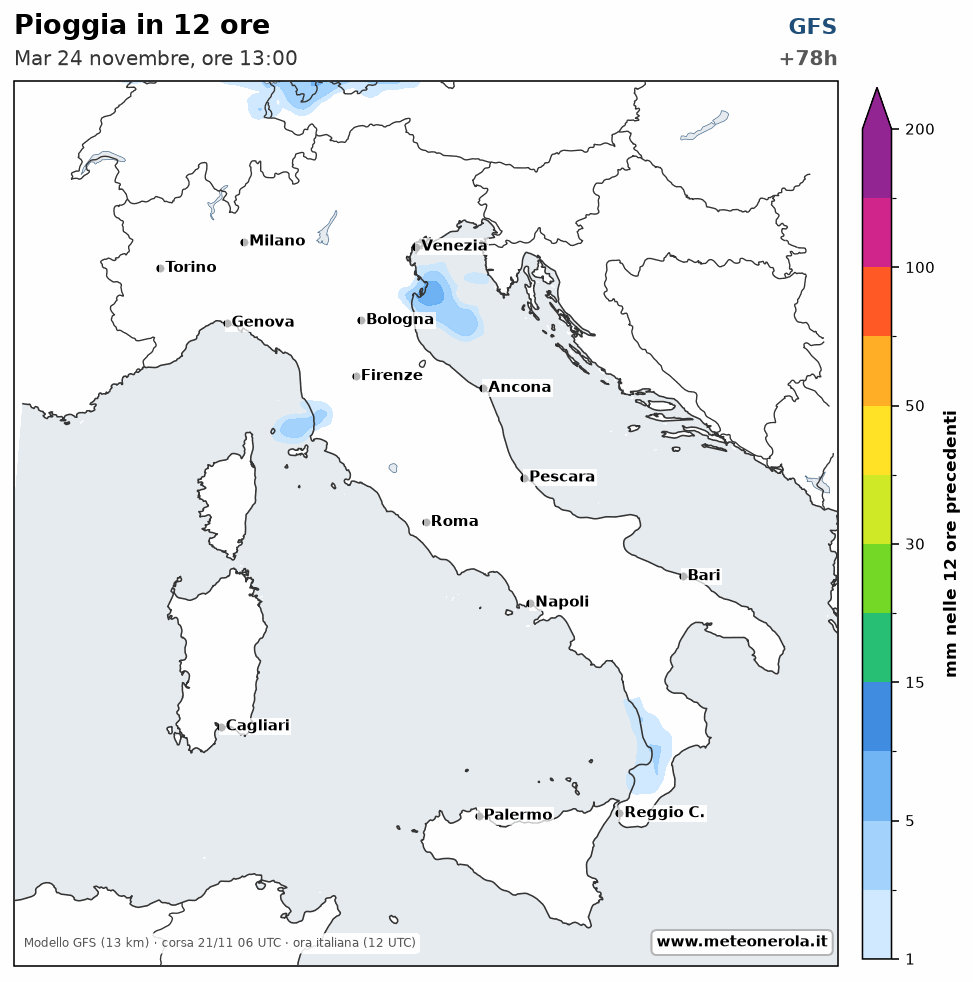 Pioggia in 12 ore
GFS
Mar 24 novembre, ore 13:00
+78h
200
100
50
30
15
5
1
mm nelle 12 ore precedenti
Milano
Venezia
Torino
Genova
Bologna
Firenze
Ancona
Pescara
Roma
Bari
Napoli
Cagliari
Palermo
Reggio C.
Modello GFS (13 km) · corsa 21/11 06 UTC · ora italiana (12 UTC)
www.meteonerola.it